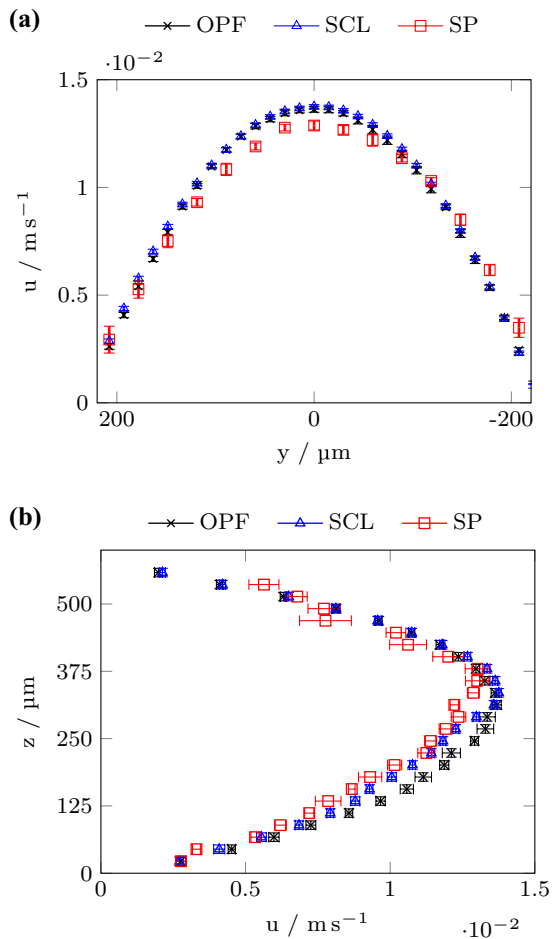 (a)
OPF SCL SP
·10⁻²
1.5
1
0.5
0
u / m s⁻¹
200 0 -200
y / µm
(b)
OPF SCL SP
500
375
250
125
0
z / µm
0 0.5 1 1.5
u / m s⁻¹
·10⁻²